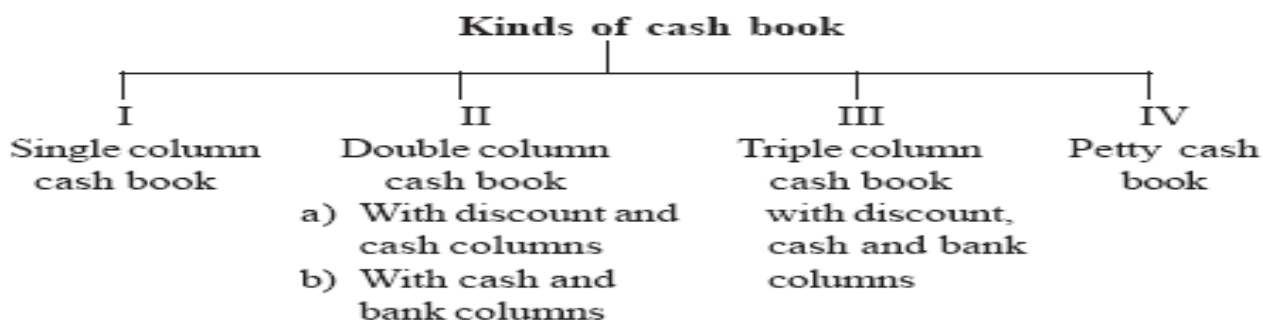 Kinds of cash book
I
Single column
cash book
II
Double column
cash book
a) With discount and
cash columns
b) With cash and
bank columns
III
Triple column
cash book
with discount,
cash and bank
columns
IV
Petty cash
book